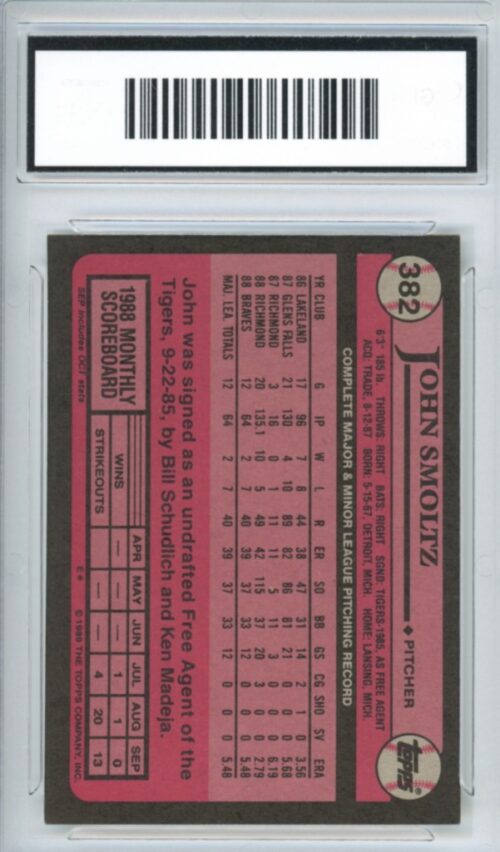 382
JOHN SMOLTZ ♦ PITCHER
topps®
6'3" 185 lb. THROWS: RIGHT BATS: RIGHT SGND: TIGERS-1985, AS FREE AGENT
ACQ: TRADE, 8-12-87 BORN: 5-15-67, DETROIT, MICH. HOME: LANSING, MICH.
COMPLETE MAJOR & MINOR LEAGUE PITCHING RECORD
YR CLUB G IP W L R ER SO BB GS CG SHO SV ERA
86 LAKELAND 17 96 7 8 44 38 47 31 14 2 1 0 3.56
87 GLENS FALLS 21 130 4 10 89 82 86 81 21 0 0 0 5.68
87 RICHMOND 3 16 0 1 11 11 5 11 3 0 0 0 6.19
88 RICHMOND 20 135.1 10 5 49 42 115 37 20 3 0 0 2.79
88 BRAVES 12 64 2 7 40 39 37 33 12 0 0 0 5.48
MAJ. LEA. TOTALS 12 64 2 7 40 39 37 33 12 0 0 0 5.48
John was signed as an undrafted Free Agent of the
Tigers, 9-22-85, by Bill Schudlich and Ken Madeja.
1988 MONTHLY
SCOREBOARD
APR MAY JUN JUL AUG SEP
WINS — — — 1 1 0
STRIKEOUTS — — — 4 20 13
SEP includes OCT stats
E* © 1989 THE TOPPS COMPANY, INC.